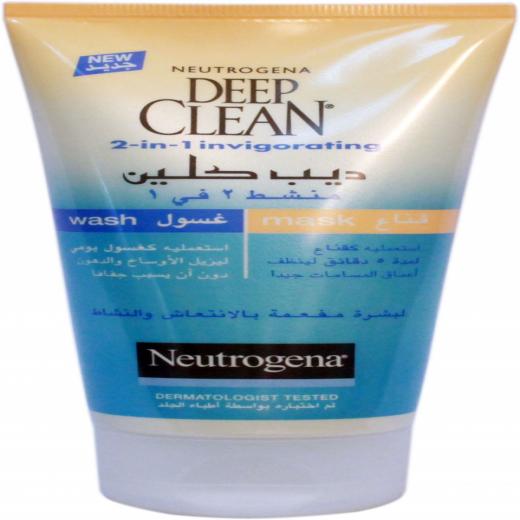 NEW
جديد
NEUTROGENA
DEEP
CLEAN®
2-in-1 invigorating
ديب كلين
منشط ٢ في ١
wash غسول mask قناع
استعمليه كغسول يومي
ليزيل الأوساخ والدهون
دون أن يسبب جفافا
استعمليه كقناع
لمدة ٥ دقائق لينظف
أعماق المسامات جيدا
لبشرة مفعمة بالانتعاش والنشاط
Neutrogena®
DERMATOLOGIST TESTED
تم اختباره بواسطة أطباء الجلد